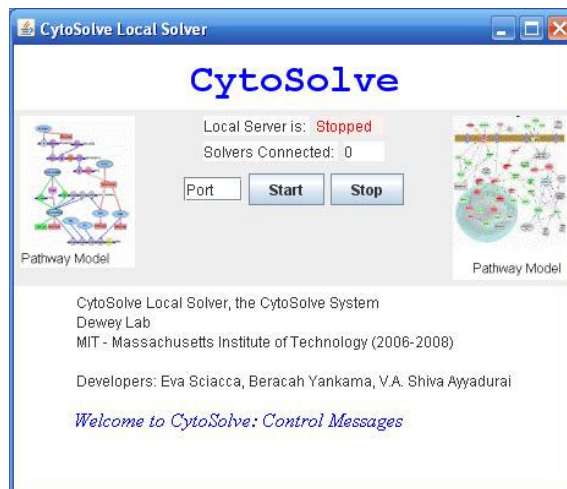 CytoSolve Local Solver
CytoSolve
Local Server is: Stopped
Solvers Connected: 0
Port Start Stop
Pathway Model
Pathway Model
CytoSolve Local Solver, the CytoSolve System
Dewey Lab
MIT - Massachusetts Institute of Technology (2006-2008)
Developers: Eva Sciacca, Beracah Yankama, V.A. Shiva Ayyadurai
Welcome to CytoSolve: Control Messages